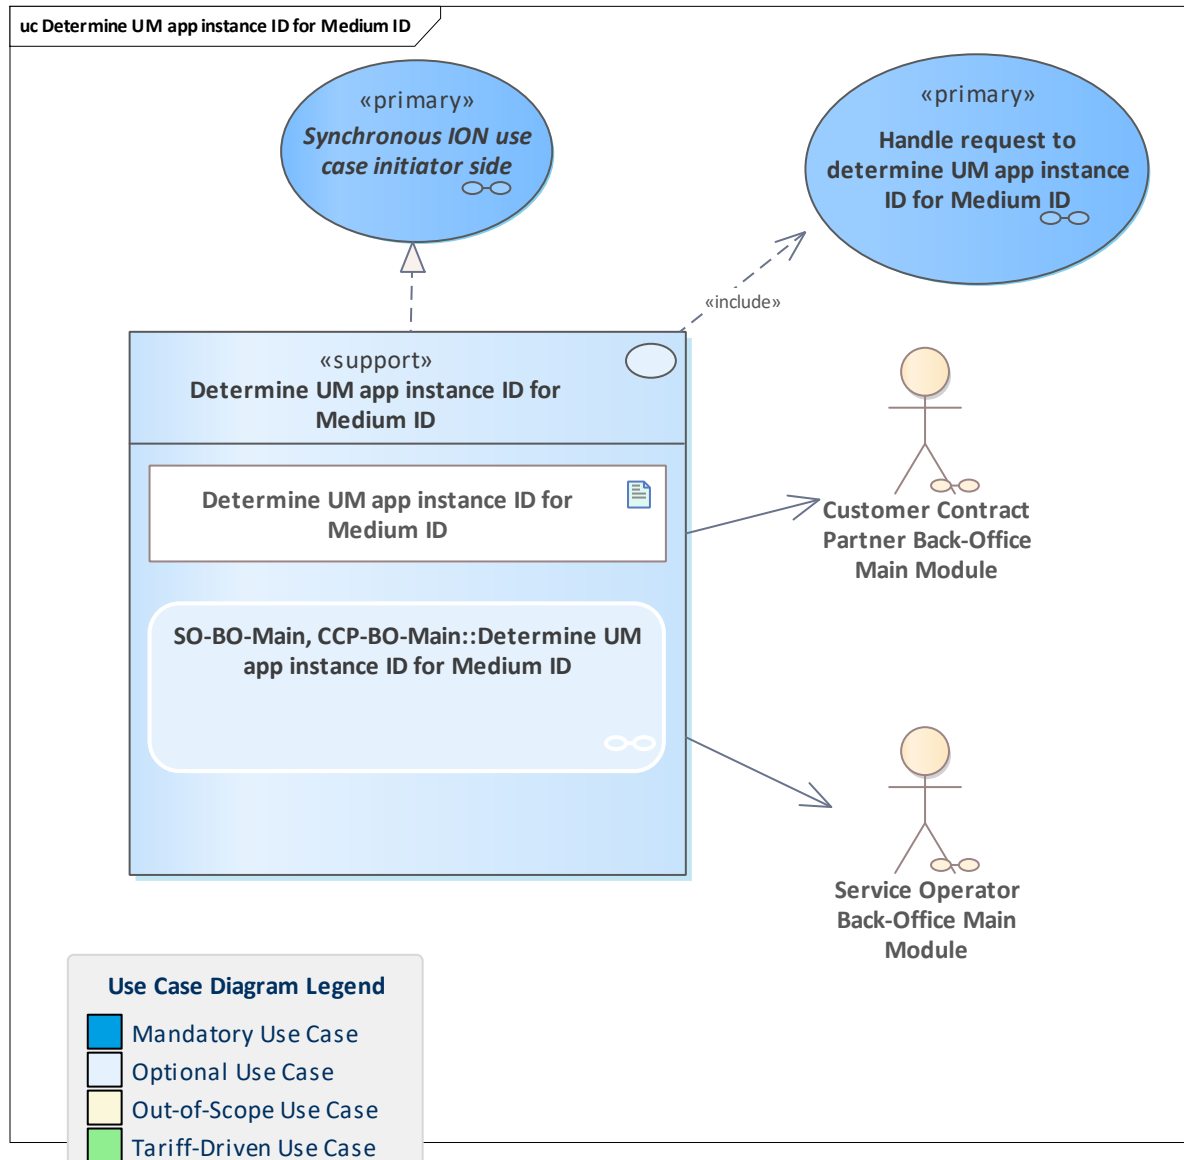 uc Determine UM app instance ID for Medium ID
«primary»
Synchronous ION use
case initiator side
«primary»
Handle request to
determine UM app instance
ID for Medium ID
«include»
«support»
Determine UM app instance ID for
Medium ID
Determine UM app instance ID for
Medium ID
SO-BO-Main, CCP-BO-Main::Determine UM
app instance ID for Medium ID
Customer Contract
Partner Back-Office
Main Module
Service Operator
Back-Office Main
Module
Use Case Diagram Legend
Mandatory Use Case
Optional Use Case
Out-of-Scope Use Case
Tariff-Driven Use Case